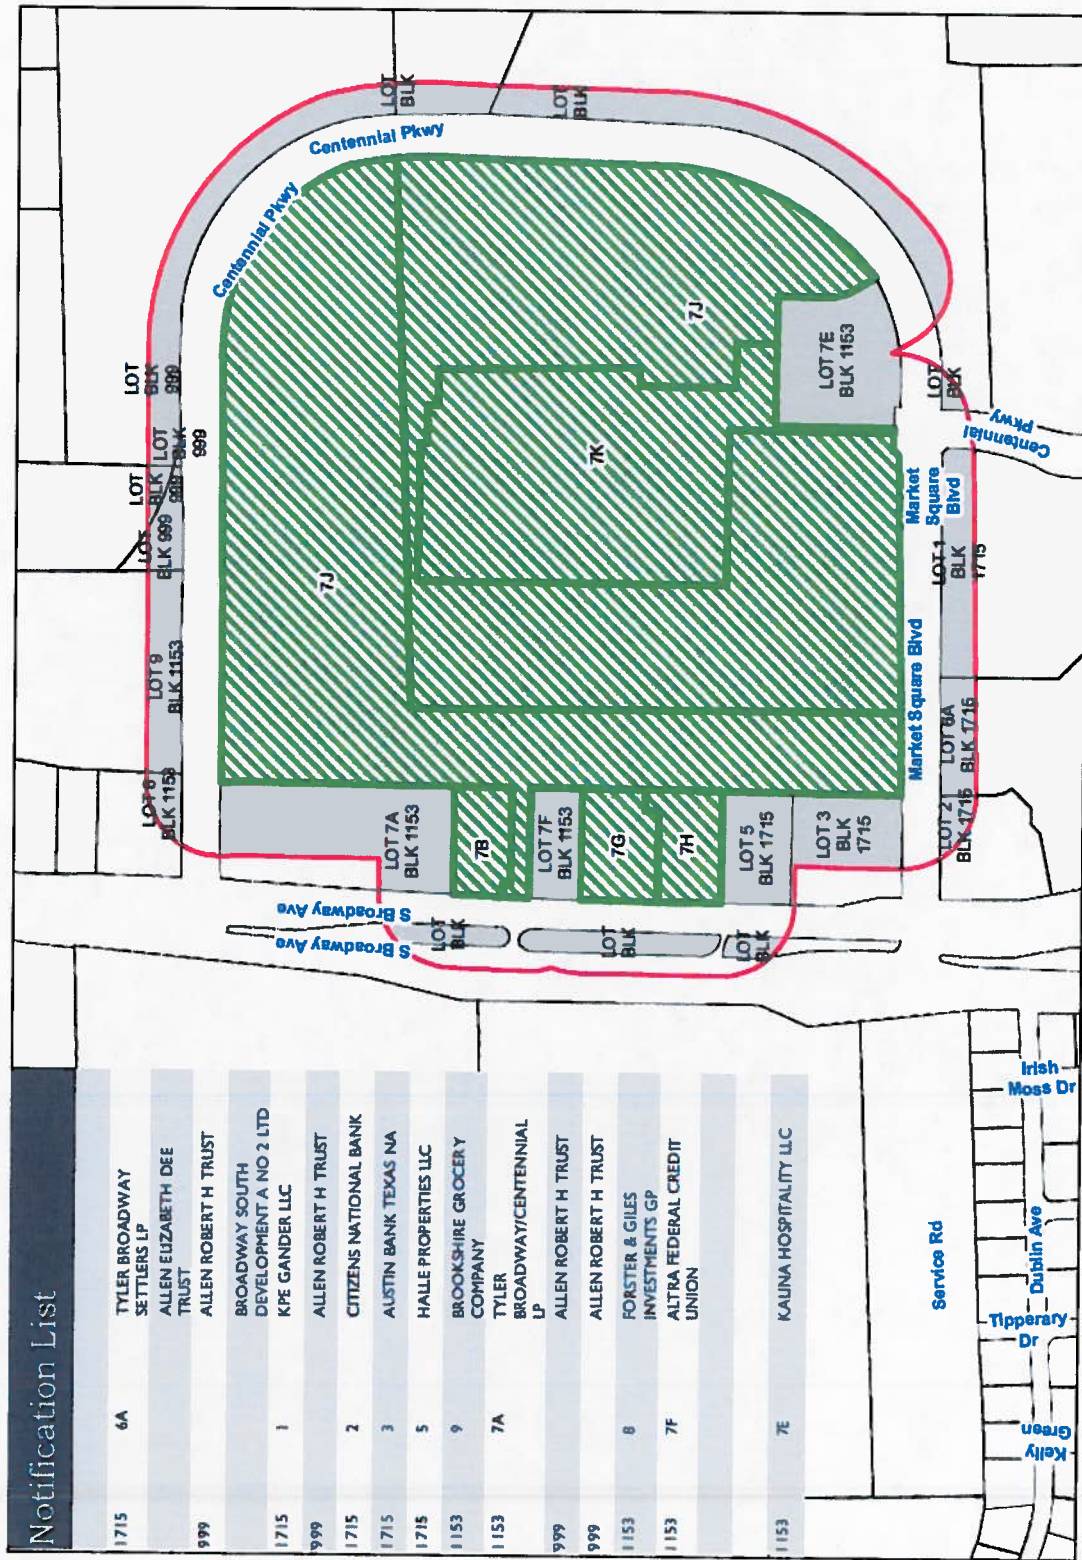 Notification List
1715 6A TYLER BROADWAY
SETTLERS LP
ALLEN ELIZABETH DEE
TRUST
999 ALLEN ROBERT H TRUST
BROADWAY SOUTH
DEVELOPMENT A NO 2 LTD
1715 1 KPE GANDER LLC
999 ALLEN ROBERT H TRUST
1715 2 CITIZENS NATIONAL BANK
1715 3 AUSTIN BANK TEXAS NA
1715 5 HALLE PROPERTIES LLC
1153 9 BROOKSHIRE GROCERY
COMPANY
1153 7A TYLER
BROADWAY/CENTENNIAL
LP
999 ALLEN ROBERT H TRUST
999 ALLEN ROBERT H TRUST
1153 8 FORSTER & GILES
INVESTMENTS GP
1153 7F ALTRA FEDERAL CREDIT
UNION
1153 7E KALINA HOSPITALITY LLC
LOT 8
BLK 1153
LOT 9
BLK 1153
LOT
BLK 999
LOT
BLK
999
LOT
BLK
999
LOT
BLK
999
Centennial Pkwy
Centennial Pkwy
LOT
BLK
LOT
BLK
7J
7J
7K
LOT 7A
BLK 1153
7B
LOT 7F
BLK 1153
7G
7H
LOT 5
BLK 1715
LOT 3
BLK
1715
LOT 7E
BLK 1153
S Broadway Ave
S Broadway Ave
LOT
BLK
LOT
BLK
LOT
BLK
Market Square Blvd
Market
Square
Blvd
LOT 2
BLK 1715
LOT 6A
BLK 1715
LOT 1
BLK
1715
LOT
BLK
Centennial
Pkwy
Service Rd
Irish
Moss Dr
Dublin Ave
Tipperary
Dr
Kelly
Green